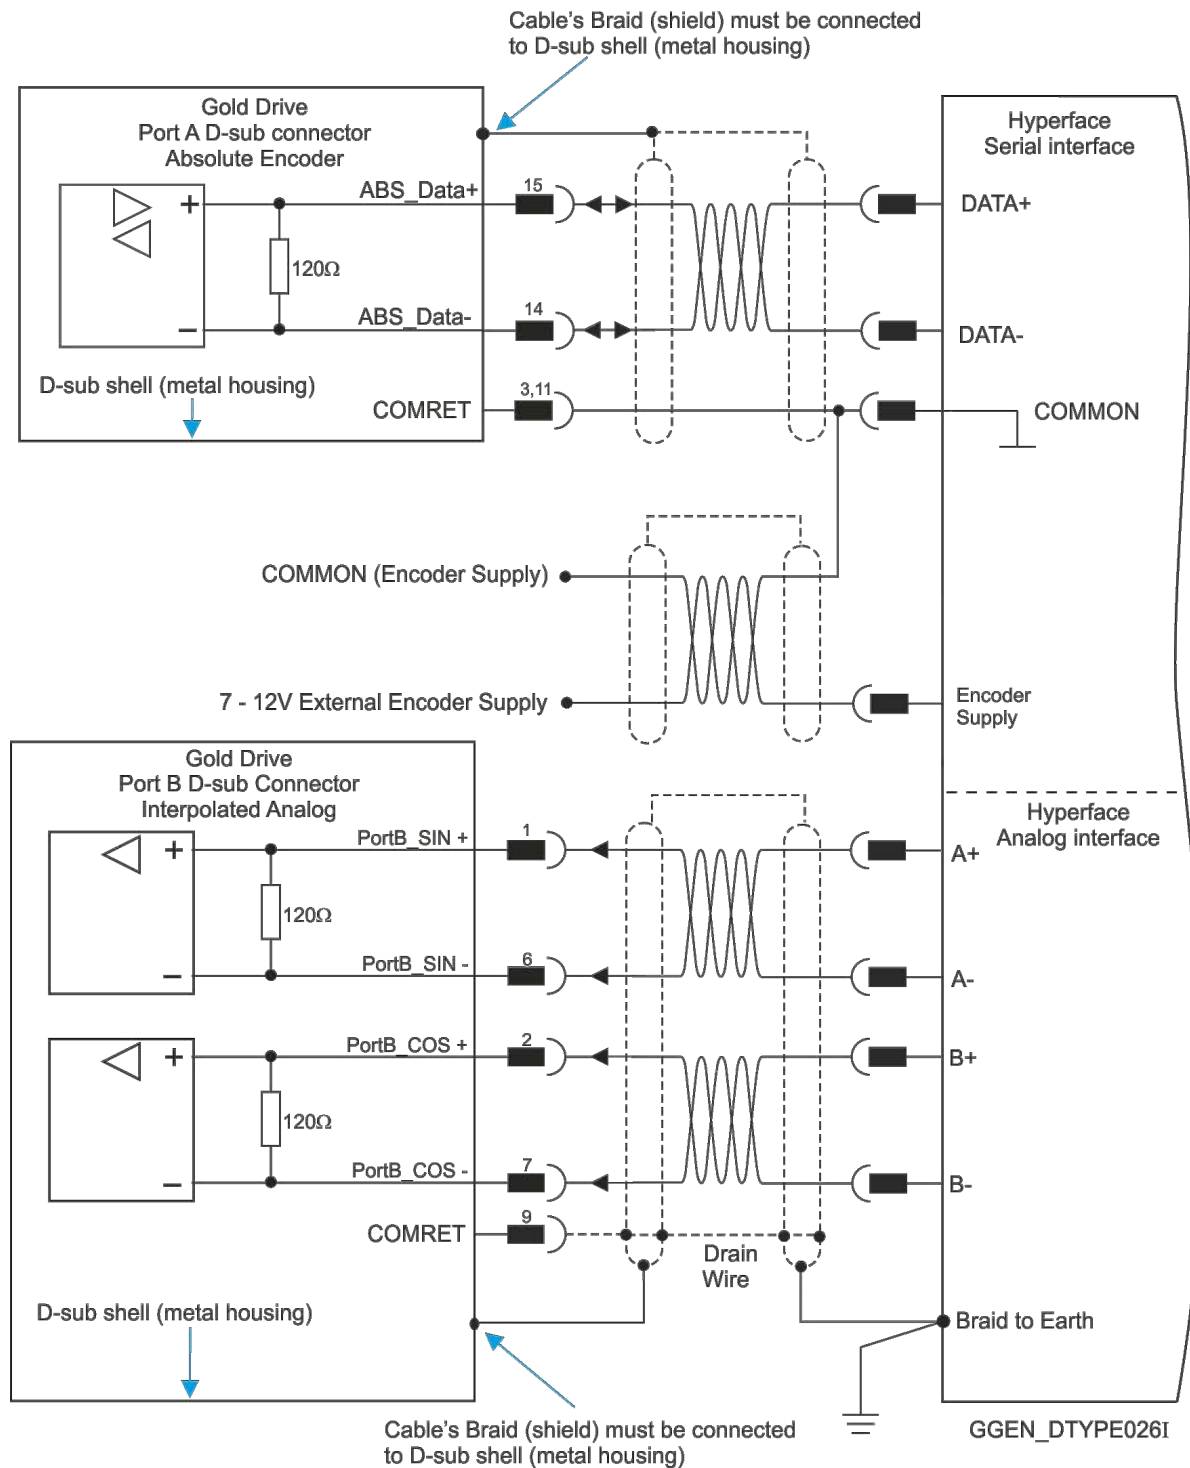 Cable's Braid (shield) must be connected
to D-sub shell (metal housing)
Gold Drive
Port A D-sub connector
Absolute Encoder
Hyperface
Serial interface
+
ABS_Data+
15
DATA+
120Ω
−
ABS_Data-
14
DATA-
D-sub shell (metal housing)
COMRET
3,11
COMMON
COMMON (Encoder Supply)
7 - 12V External Encoder Supply
Encoder
Supply
Gold Drive
Port B D-sub Connector
Interpolated Analog
Hyperface
Analog interface
+
PortB_SIN +
1
A+
120Ω
−
PortB_SIN -
6
A-
+
PortB_COS +
2
B+
120Ω
−
PortB_COS -
7
B-
COMRET
9
Drain
Wire
D-sub shell (metal housing)
Braid to Earth
Cable's Braid (shield) must be connected
to D-sub shell (metal housing)
GGEN_DTYPE026I